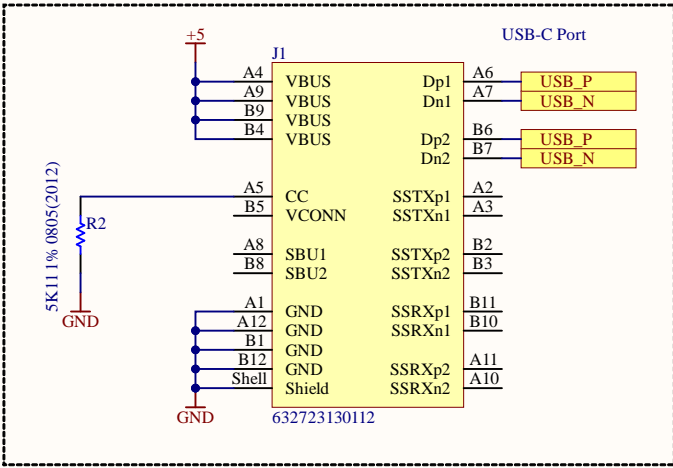 +5
USB-C Port
J1
A4 VBUS Dp1 A6 USB_P
A9 VBUS Dn1 A7 USB_N
B9 VBUS
B4 VBUS Dp2 B6 USB_P
Dn2 B7 USB_N
A5 CC SSTXp1 A2
B5 VCONN SSTXn1 A3
R2
5K111% 0805(2012)
A8 SBU1 SSTXp2 B2
B8 SBU2 SSTXn2 B3
A1 GND SSRXp1 B11
A12 GND SSRXn1 B10
B1 GND
B12 GND SSRXp2 A11
Shell Shield SSRXn2 A10
GND
GND
632723130112